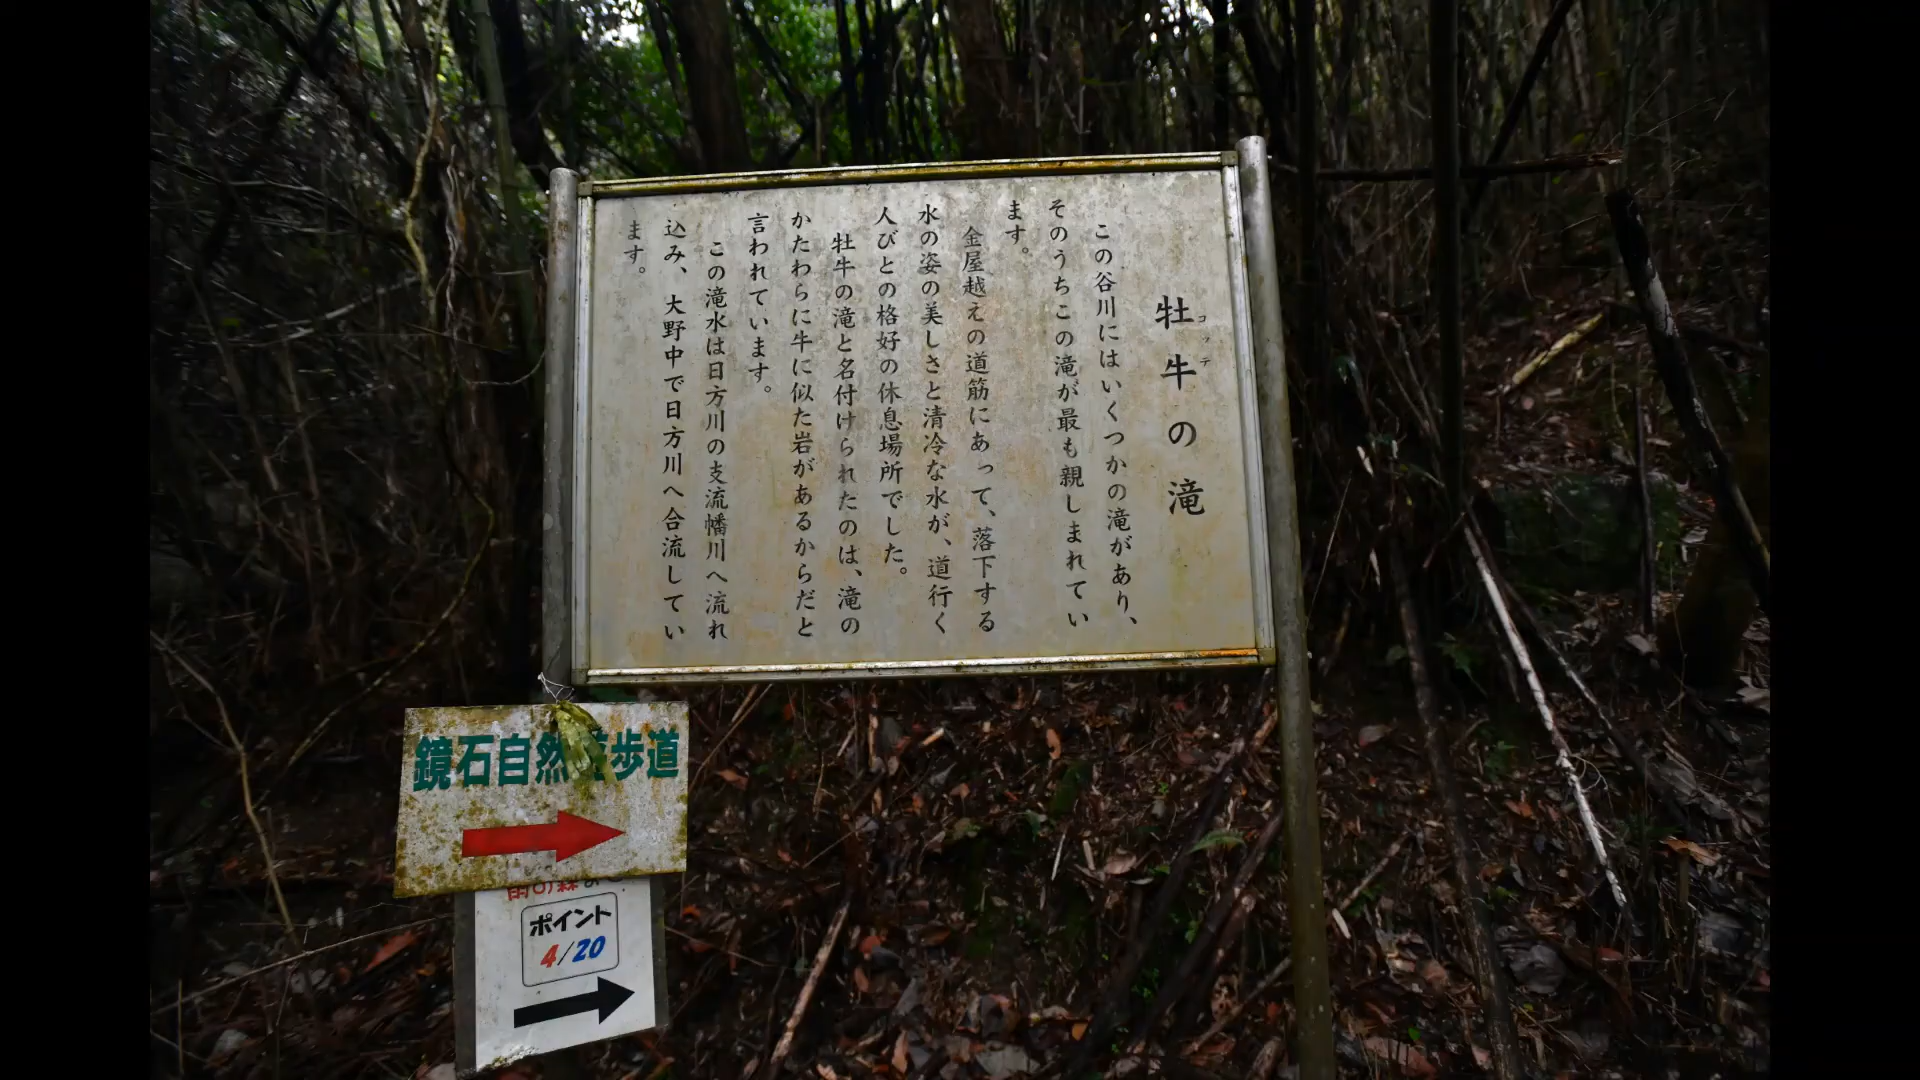 牡牛の滝
コッテ
この谷川にはいくつかの滝があり、
そのうちこの滝が最も親しまれてい
ます。
金屋越えの道筋にあって、落下する
水の姿の美しさと清冷な水が、道行く
人びとの格好の休息場所でした。
牡牛の滝と名付けられたのは、滝の
かたわらに牛に似た岩があるからだと
言われています。
この滝水は日方川の支流幡川へ流れ
込み、大野中で日方川へ合流してい
ます。
鏡石自然歩道
ポイント
4/20